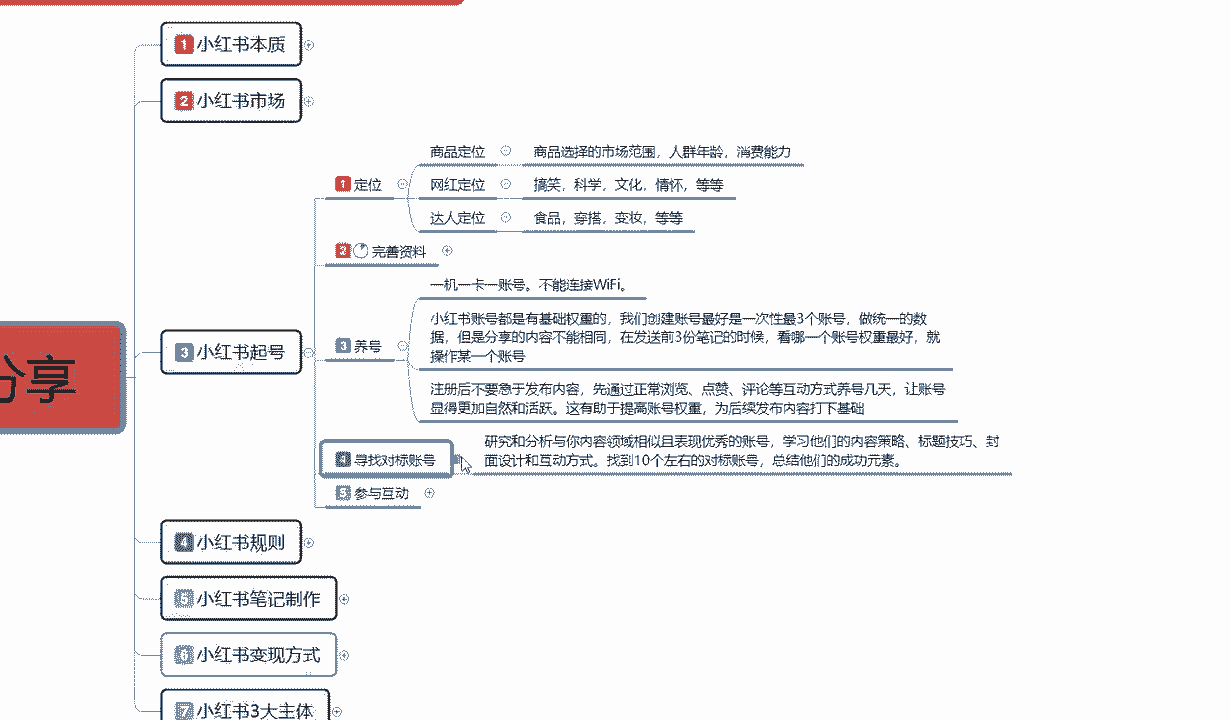 分享
1 小红书本质
2 小红书市场
3 小红书起号
1 定位
商品定位
商品选择的市场范围，人群年龄，消费能力
网红定位
搞笑，科学，文化，情怀，等等
达人定位
食品，穿搭，变妆，等等
2 完善资料
3 养号
一机一卡一账号。不能连接WiFi。
小红书账号都是有基础权重的，我们创建账号最好是一次性最3个账号，做统一的数
据，但是分享的内容不能相同，在发送前3份笔记的时候，看哪一个账号权重最好，就
操作某一个账号
注册后不要急于发布内容，先通过正常浏览、点赞、评论等互动方式养号几天，让账号
显得更加自然和活跃。这有助于提高账号权重，为后续发布内容打下基础
4 寻找对标账号
研究和分析与你内容领域相似且表现优秀的账号，学习他们的内容策略、标题技巧、封
面设计和互动方式。找到10个左右的对标账号，总结他们的成功元素。
5 参与互动
4 小红书规则
5 小红书笔记制作
6 小红书变现方式
7 小红书3大主体